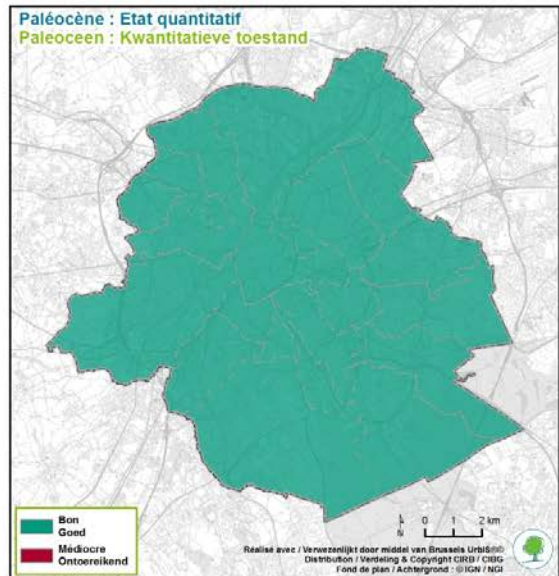 Paléocène : Etat quantitatif
Paleoceen : Kwantitatieve toestand
Bon
Goed
Médiocre
Ontoereikend
N
0 1 2 km
Réalisé avec / Verwezenlijkt door middel van Brussels UrbIS®©
Distribution / Verdeling & Copyright CIRB / CIBG
Fond de plan / Achtergrond : © IGN / NGI